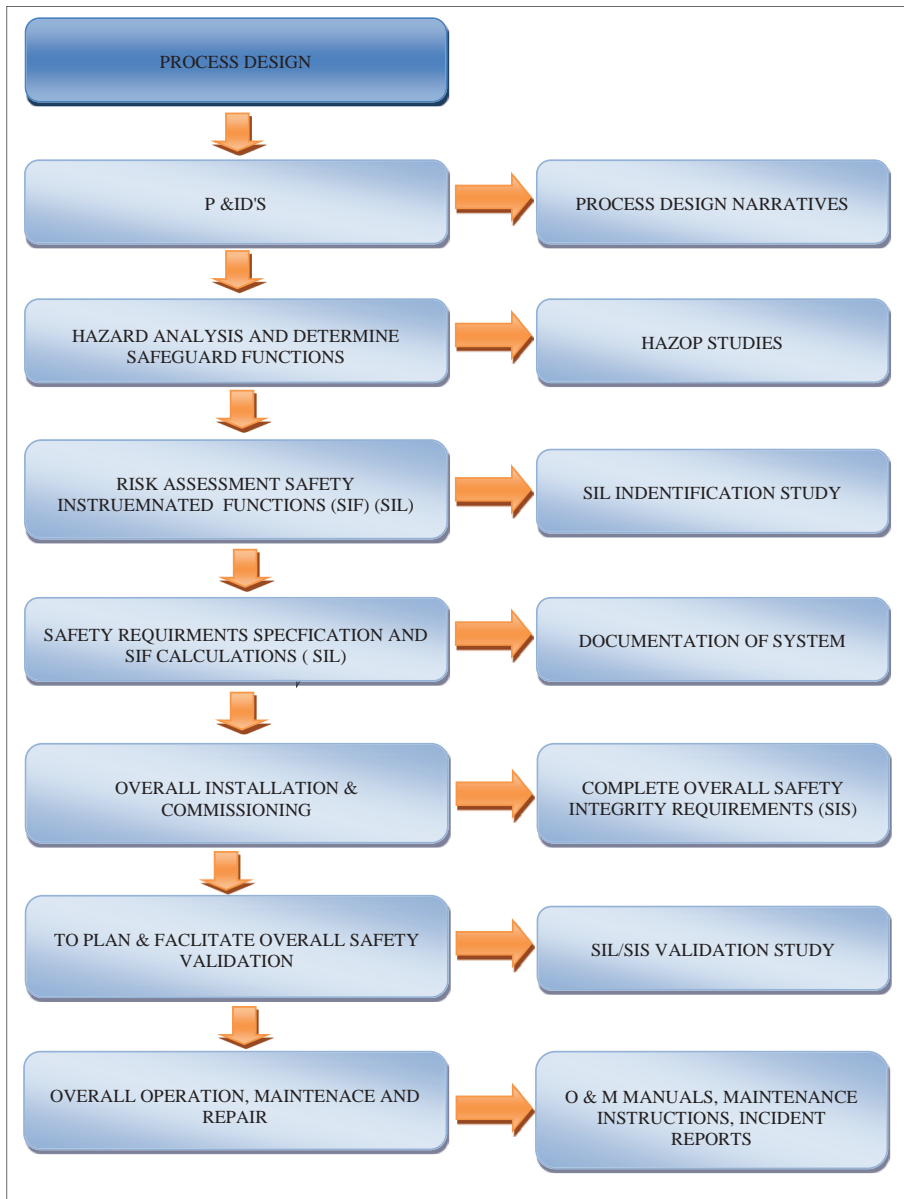 PROCESS DESIGN
P &ID'S
PROCESS DESIGN NARRATIVES
HAZARD ANALYSIS AND DETERMINE
SAFEGUARD FUNCTIONS
HAZOP STUDIES
RISK ASSESSMENT SAFETY
INSTRUEMNATED FUNCTIONS (SIF) (SIL)
SIL INDENTIFICATION STUDY
SAFETY REQUIRMENTS SPECFICATION AND
SIF CALCULATIONS ( SIL)
DOCUMENTATION OF SYSTEM
OVERALL INSTALLATION &
COMMISSIONING
COMPLETE OVERALL SAFETY
INTEGRITY REQUIREMENTS (SIS)
TO PLAN & FACLITATE OVERALL SAFETY
VALIDATION
SIL/SIS VALIDATION STUDY
OVERALL OPERATION, MAINTENACE AND
REPAIR
O & M MANUALS, MAINTENANCE
INSTRUCTIONS, INCIDENT
REPORTS